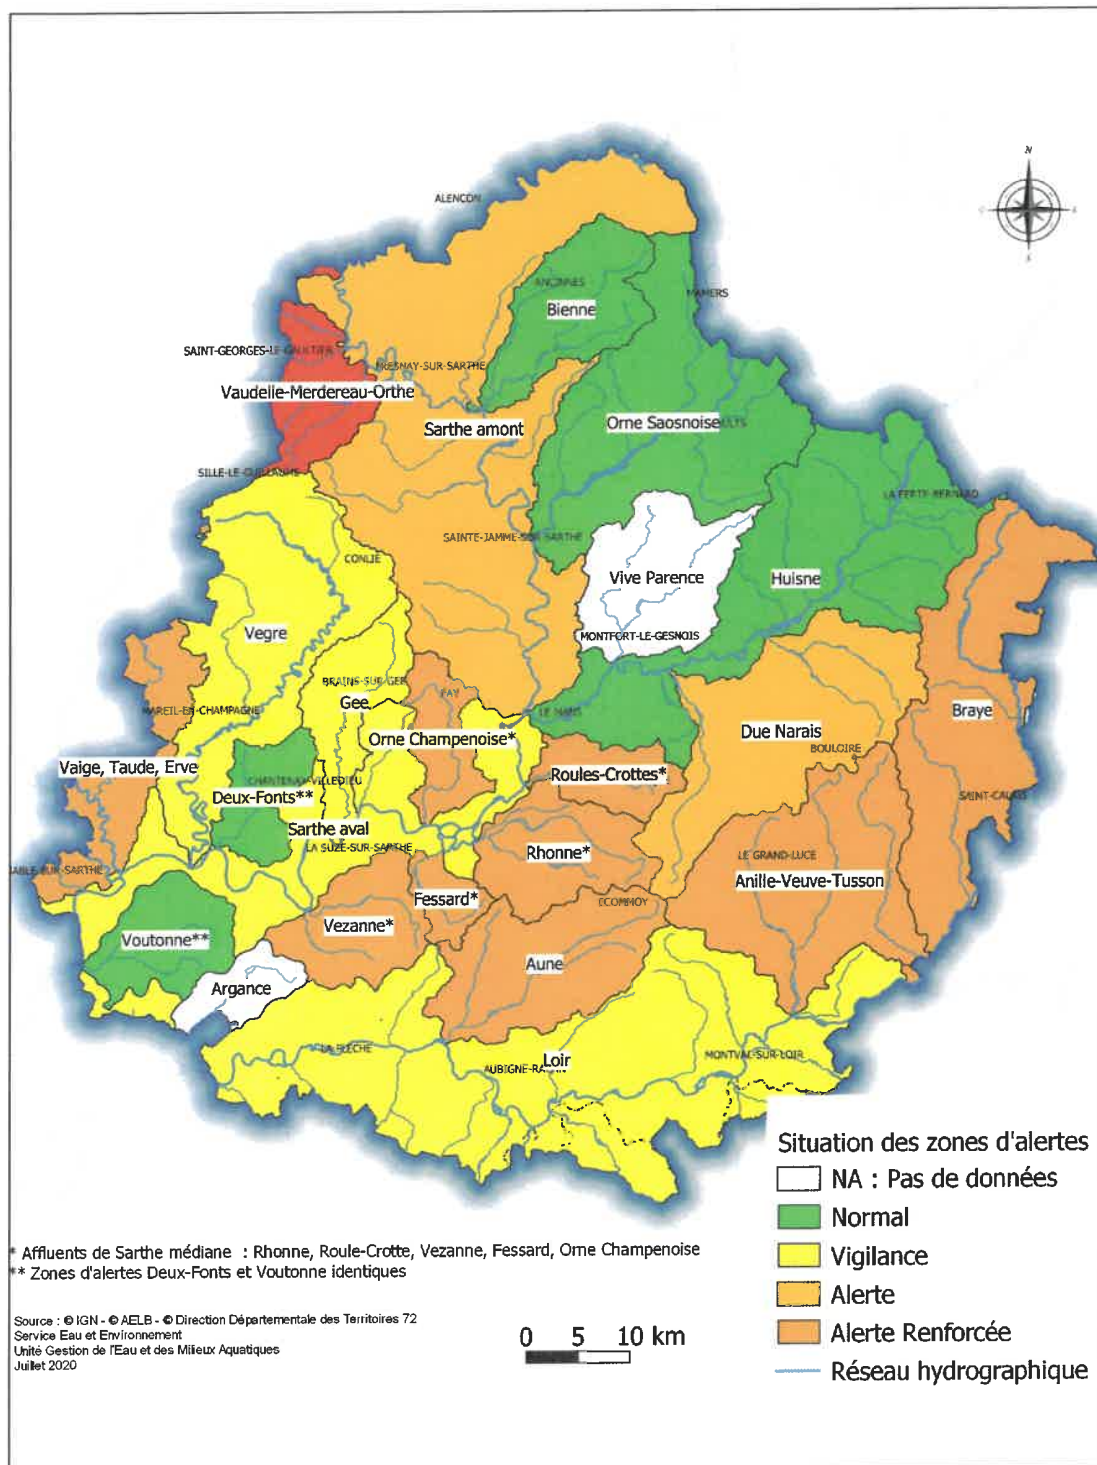 N
ALENCON
ANCINNES
Bienne
MAMERS
SAINT-GEORGES-LE-GAULTIER
FRESNAY-SUR-SARTHE
Vaudelle-Merdereau-Orthe
Sarthe amont
Orne Saosnoise
SILLE-LE-GUILLAUME
LA FERTE-BERNARD
SAINTE-JAMME-SUR-SARTHE
CONLIE
Vive Parence
Huisne
Vegre
MONTFORT-LE-GESNOIS
BRAINS-SUR-GEE
Gee
PAY
MAREIL-EN-CHAMPAGNE
LE MANS
Braye
Orne Champenoise*
Due Narais
BOULOIRE
Vaige, Taude, Erve
CHANTENAY-VILLEDIEU
Roules-Crottes*
Deux-Fonts**
SAINT-CALAIS
Sarthe aval
LA SUZE-SUR-SARTHE
Rhonne*
LE GRAND-LUCE
SABLE-SUR-SARTHE
Anille-Veuve-Tusson
Fessard*
ECOMMOY
Vezanne*
Voutonne**
Aune
Argance
LA FLECHE
Loir
MONTVAL-SUR-LOIR
AUBIGNE-RACAN
Situation des zones d'alertes
NA : Pas de données
Normal
Vigilance
Alerte
Alerte Renforcée
Réseau hydrographique
* Affluents de Sarthe médiane : Rhonne, Roule-Crotte, Vezanne, Fessard, Orne Champenoise
** Zones d'alertes Deux-Fonts et Voutonne identiques
Source : © IGN - © AELB - © Direction Départementale des Territoires 72
Service Eau et Environnement
Unité Gestion de l'Eau et des Milieux Aquatiques
Juillet 2020
0 5 10 km